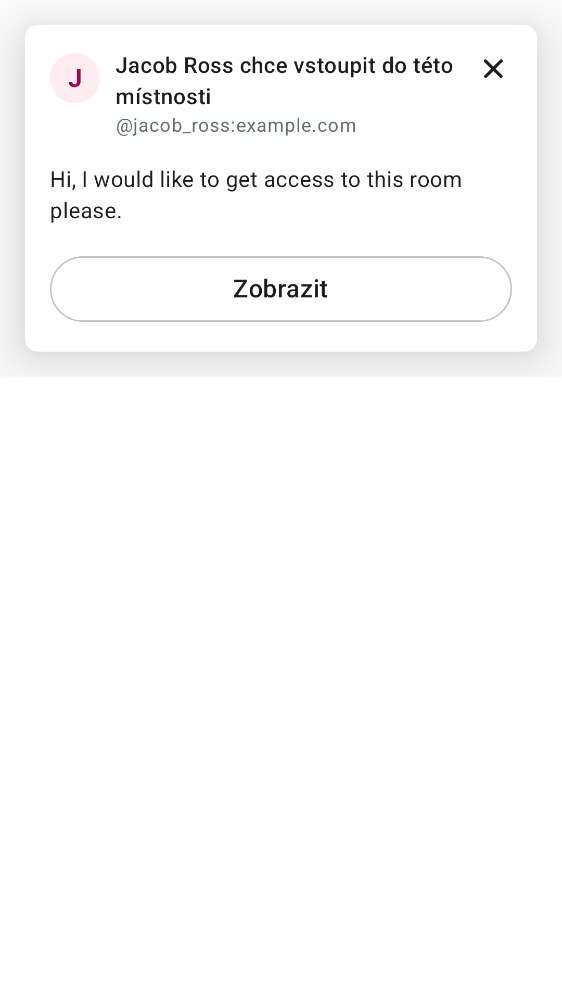 J
Jacob Ross chce vstoupit do této
místnosti
@jacob_ross:example.com
Hi, I would like to get access to this room
please.
Zobrazit